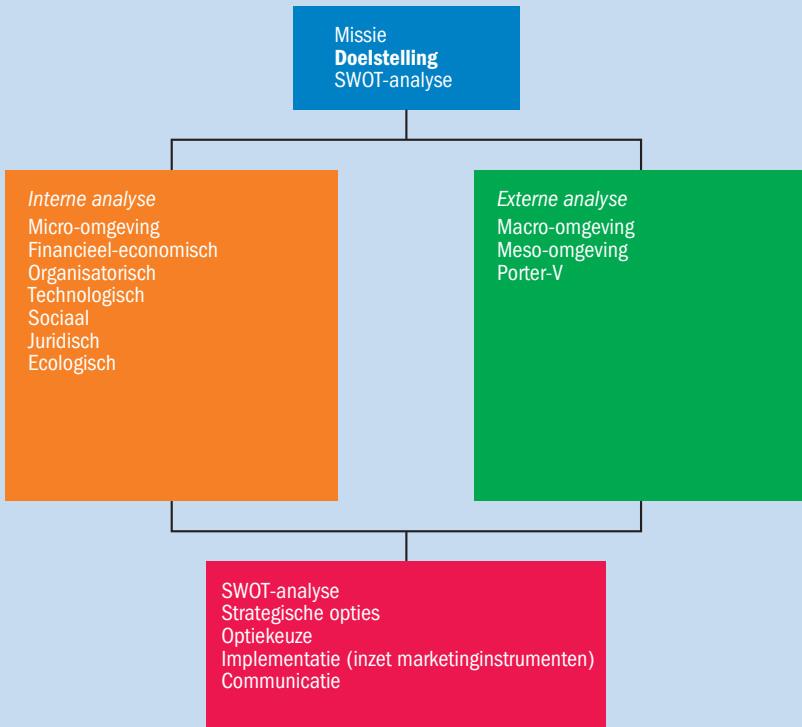 Missie
Doelstelling
SWOT-analyse
Interne analyse
Micro-omgeving
Financieel-economisch
Organisatorisch
Technologisch
Sociaal
Juridisch
Ecologisch
Externe analyse
Macro-omgeving
Meso-omgeving
Porter-V
SWOT-analyse
Strategische opties
Optiekeuze
Implementatie (inzet marketinginstrumenten)
Communicatie